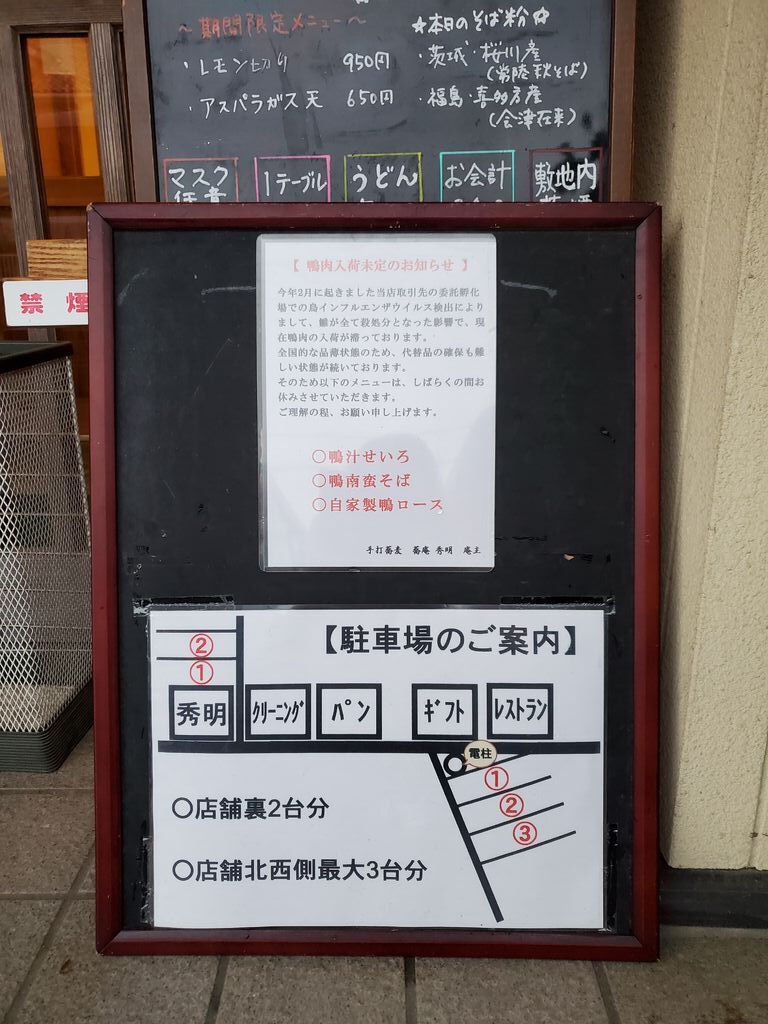 ～期間限定メニュー～
・レモン切り 950円
・アスパラガス天 650円
☆本日のそば粉☆
・茨城・桜川産
(常陸秋そば)
・福島・喜多方産
(会津在来)
マスク
1テーブル
うどん
お会計
敷地内
禁煙
【 鴨肉入荷未定のお知らせ 】
今年2月に起きました当店取引先の委託孵化
場での鳥インフルエンザウイルス検出により
まして、雛が全て殺処分となった影響で、現
在鴨肉の入荷が滞っております。
全国的な品薄状態のため、代替品の確保も難
しい状態が続いております。
そのため以下のメニューは、しばらくの間お
休みさせていただきます。
ご理解の程、お願い申し上げます。
〇鴨汁せいろ
〇鴨南蛮そば
〇自家製鴨ロース
手打蕎麦 蕎庵 秀明 庵主
【駐車場のご案内】
②
①
秀明
クリーニング
パン
ギフト
レストラン
電柱
①
②
③
〇店舗裏2台分
〇店舗北西側最大3台分